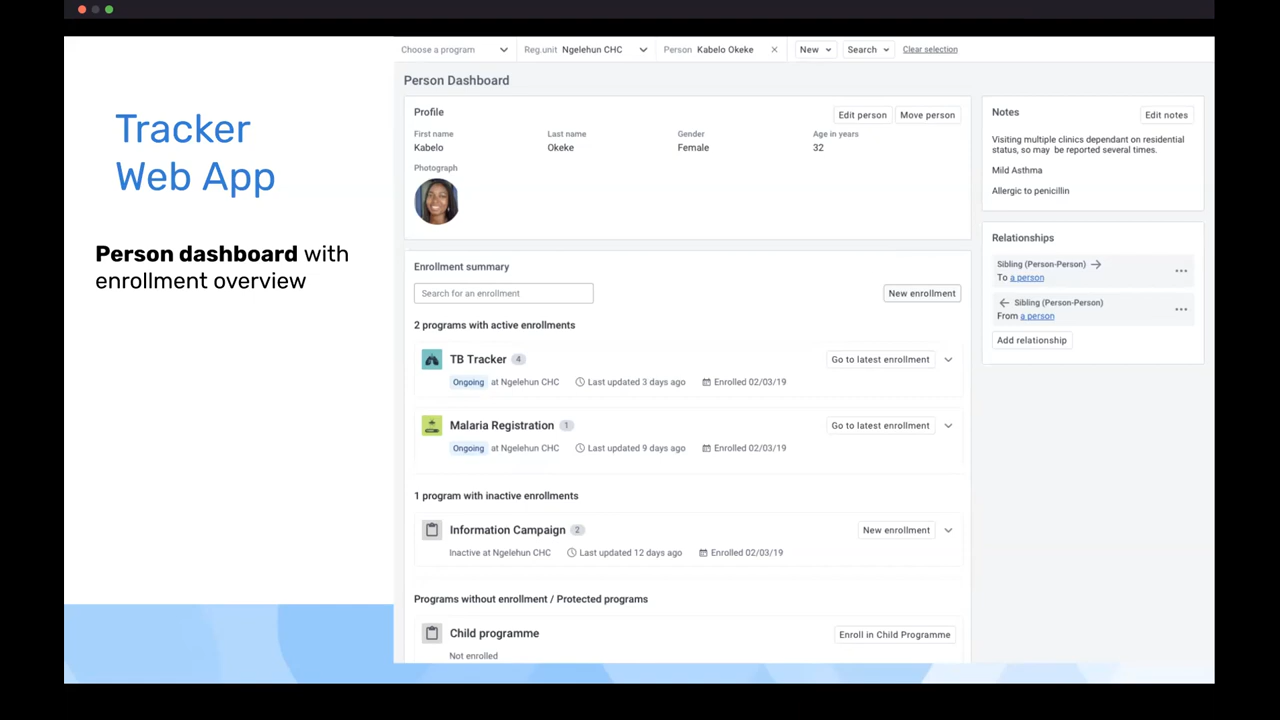 Tracker
Web App
Person dashboard with
enrollment overview
Choose a program
Reg.unit Ngelehun CHC
Person Kabelo Okeke
New
Search
Clear selection
Person Dashboard
Profile
Edit person
Move person
First name
Last name
Gender
Age in years
Kabelo
Okeke
Female
32
Photograph
Enrollment summary
Search for an enrollment
New enrollment
2 programs with active enrollments
TB Tracker 4
Go to latest enrollment
Ongoing at Ngelehun CHC Last updated 3 days ago Enrolled 02/03/19
Malaria Registration 1
Go to latest enrollment
Ongoing at Ngelehun CHC Last updated 9 days ago Enrolled 02/03/19
1 program with inactive enrollments
Information Campaign 2
New enrollment
Inactive at Ngelehun CHC Last updated 12 days ago Enrolled 02/03/19
Programs without enrollment / Protected programs
Child programme
Enroll in Child Programme
Not enrolled
Notes
Edit notes
Visiting multiple clinics dependant on residential
status, so may be reported several times.
Mild Asthma
Allergic to penicillin
Relationships
Sibling (Person-Person)
To a person
Sibling (Person-Person)
From a person
Add relationship